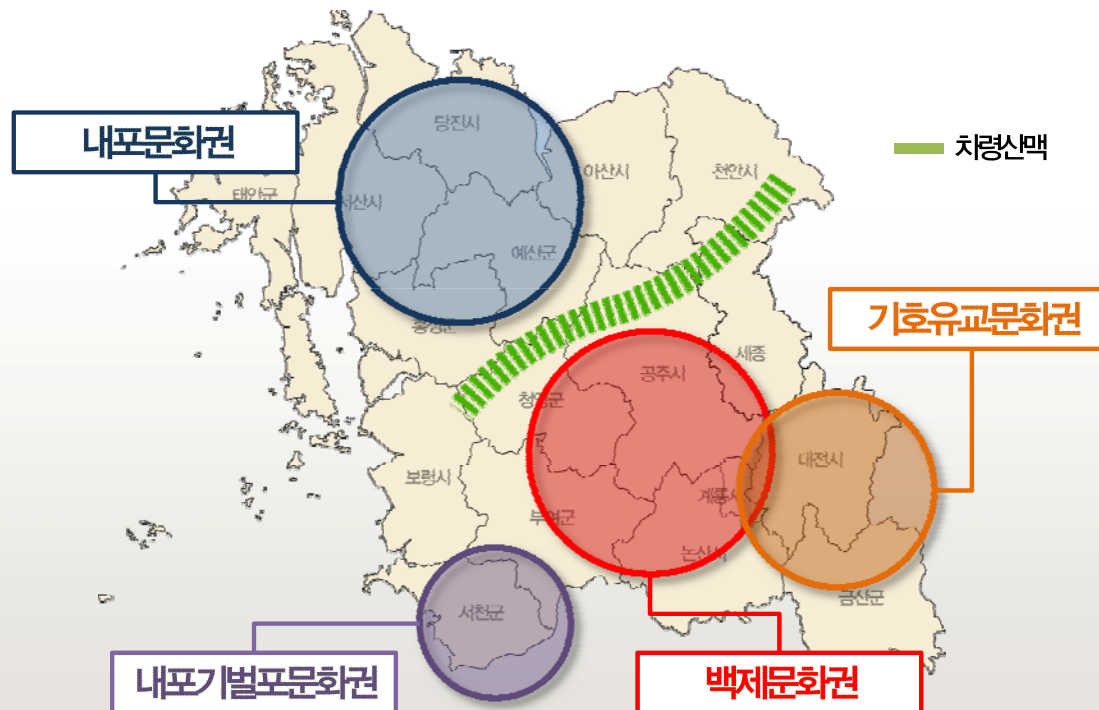 당진시
내포문화권
차령산맥
아산시
천안시
태안군
서산시
예산군
기호유교문화권
홍성군
세종
공주시
청양군
대전시
보령시
계룡시
부여군
논산시
금산군
서천군
내포기벌포문화권
백제문화권